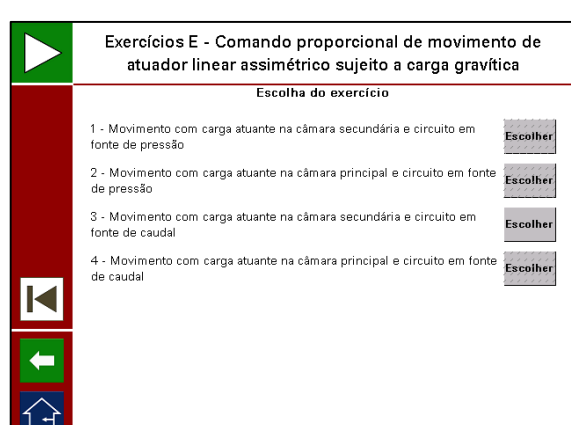 Exercícios E - Comando proporcional de movimento de
atuador linear assimétrico sujeito a carga gravítica
Escolha do exercício
1 - Movimento com carga atuante na câmara secundária e circuito em
fonte de pressão
Escolher
2 - Movimento com carga atuante na câmara principal e circuito em fonte
de pressão
Escolher
3 - Movimento com carga atuante na câmara secundária e circuito em
fonte de caudal
Escolher
4 - Movimento com carga atuante na câmara principal e circuito em fonte
de caudal
Escolher